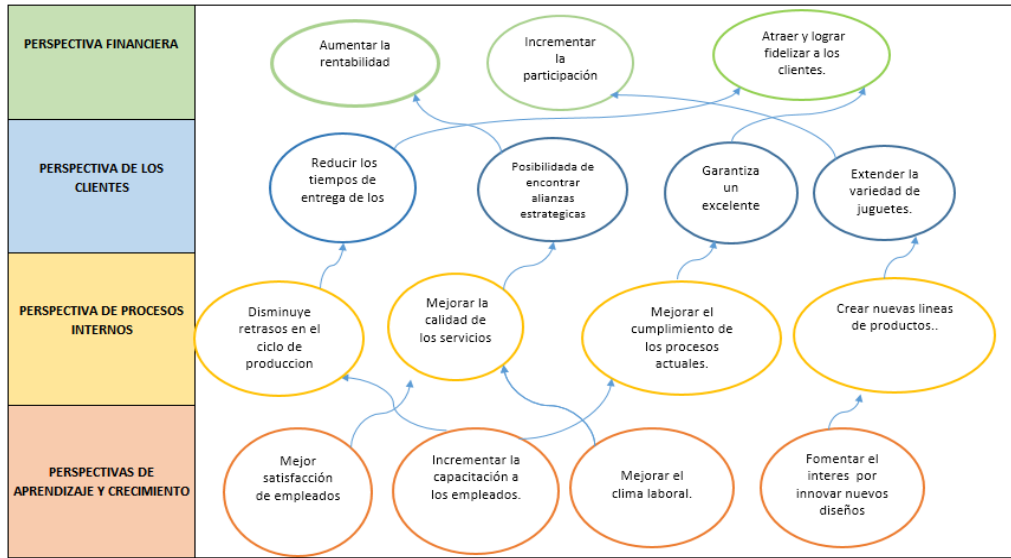 PERSPECTIVA FINANCIERA
Aumentar la
rentabilidad
Incrementar
la
participación
Atraer y lograr
fidelizar a los
clientes.
PERSPECTIVA DE LOS
CLIENTES
Reducir los
tiempos de
entrega de los
Posibilidada de
encontrar
alianzas
estrategicas
Garantiza
un
excelente
Extender la
variedad de
juguetes.
PERSPECTIVA DE PROCESOS
INTERNOS
Disminuye
retrasos en el
ciclo de
produccion
Mejorar la
calidad de
los servicios
Mejorar el
cumplimiento de
los procesos
actuales.
Crear nuevas lineas
de productos..
PERSPECTIVAS DE
APRENDIZAJE Y CRECIMIENTO
Mejor
satisfacción
de empleados
Incrementar la
capacitación a
los empleados.
Mejorar el
clima laboral.
Fomentar el
interes por
innovar nuevos
diseños